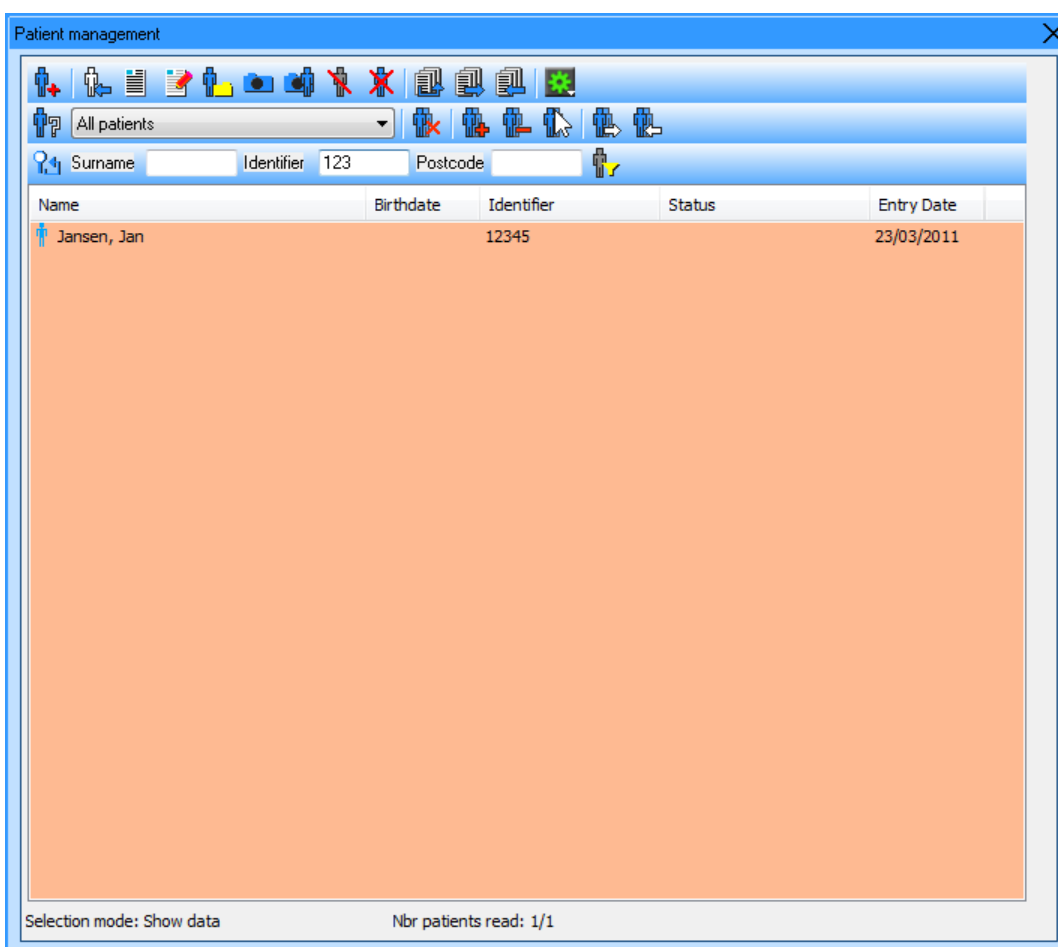 Patient management
All patients
Surname Identifier 123 Postcode
Name Birthdate Identifier Status Entry Date
Jansen, Jan 12345 23/03/2011
Selection mode: Show data Nbr patients read: 1/1